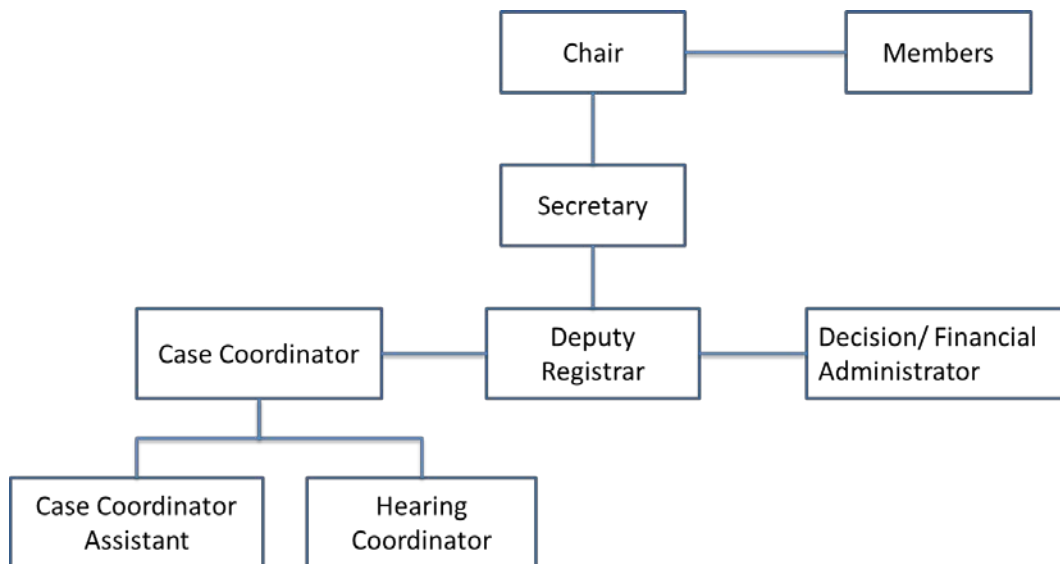 Chair
Members
Secretary
Case Coordinator
Deputy
Registrar
Decision/ Financial
Administrator
Case Coordinator
Assistant
Hearing
Coordinator